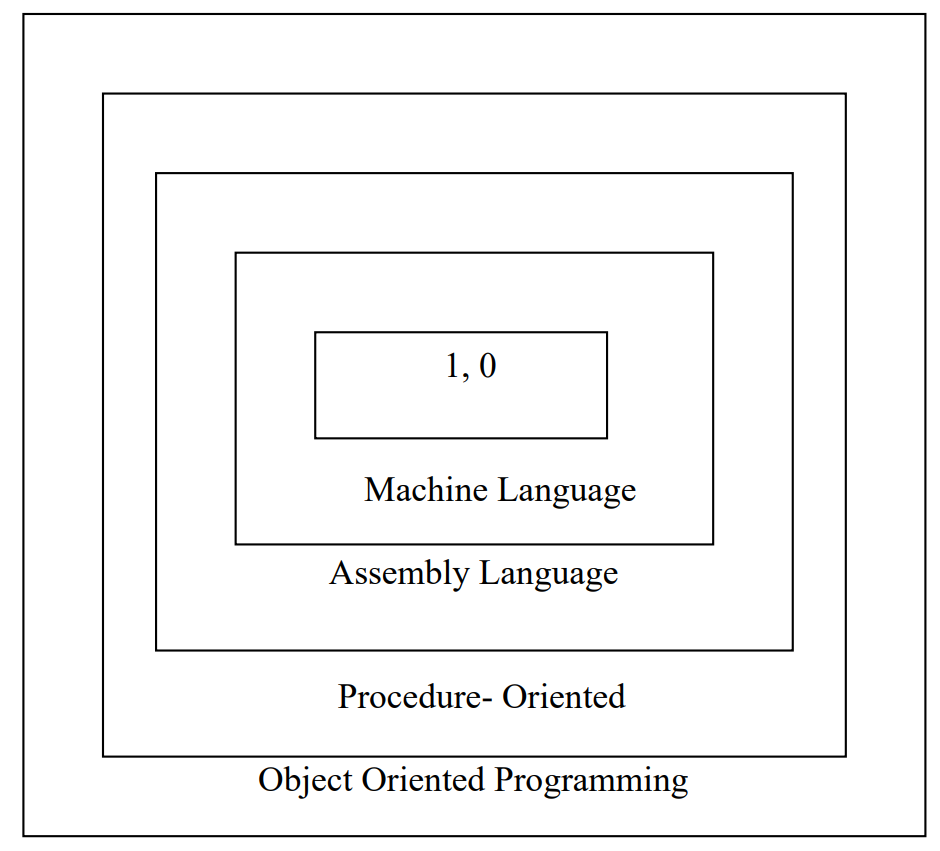 1, 0
Machine Language
Assembly Language
Procedure- Oriented
Object Oriented Programming